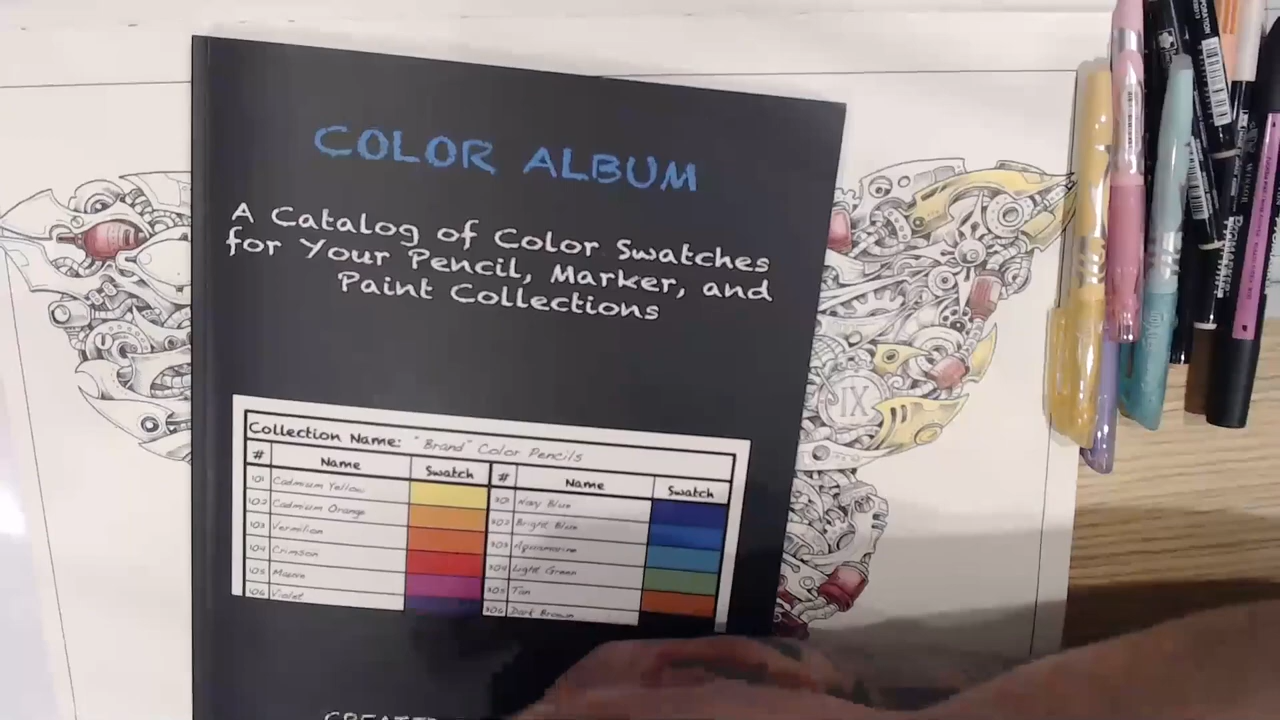 COLOR ALBUM
A Catalog of Color Swatches
for Your Pencil, Marker, and
Paint Collections
Collection Name: "Brand" Color Pencils
# Name Swatch # Name Swatch
101 Cadmium Yellow 301 Navy Blue
102 Cadmium Orange 302 Bright Blue
103 Vermilion 303 Aquamarine
104 Crimson 304 Light Green
105 Mauve 305 Tan
106 Violet 306 Dark Brown
IX